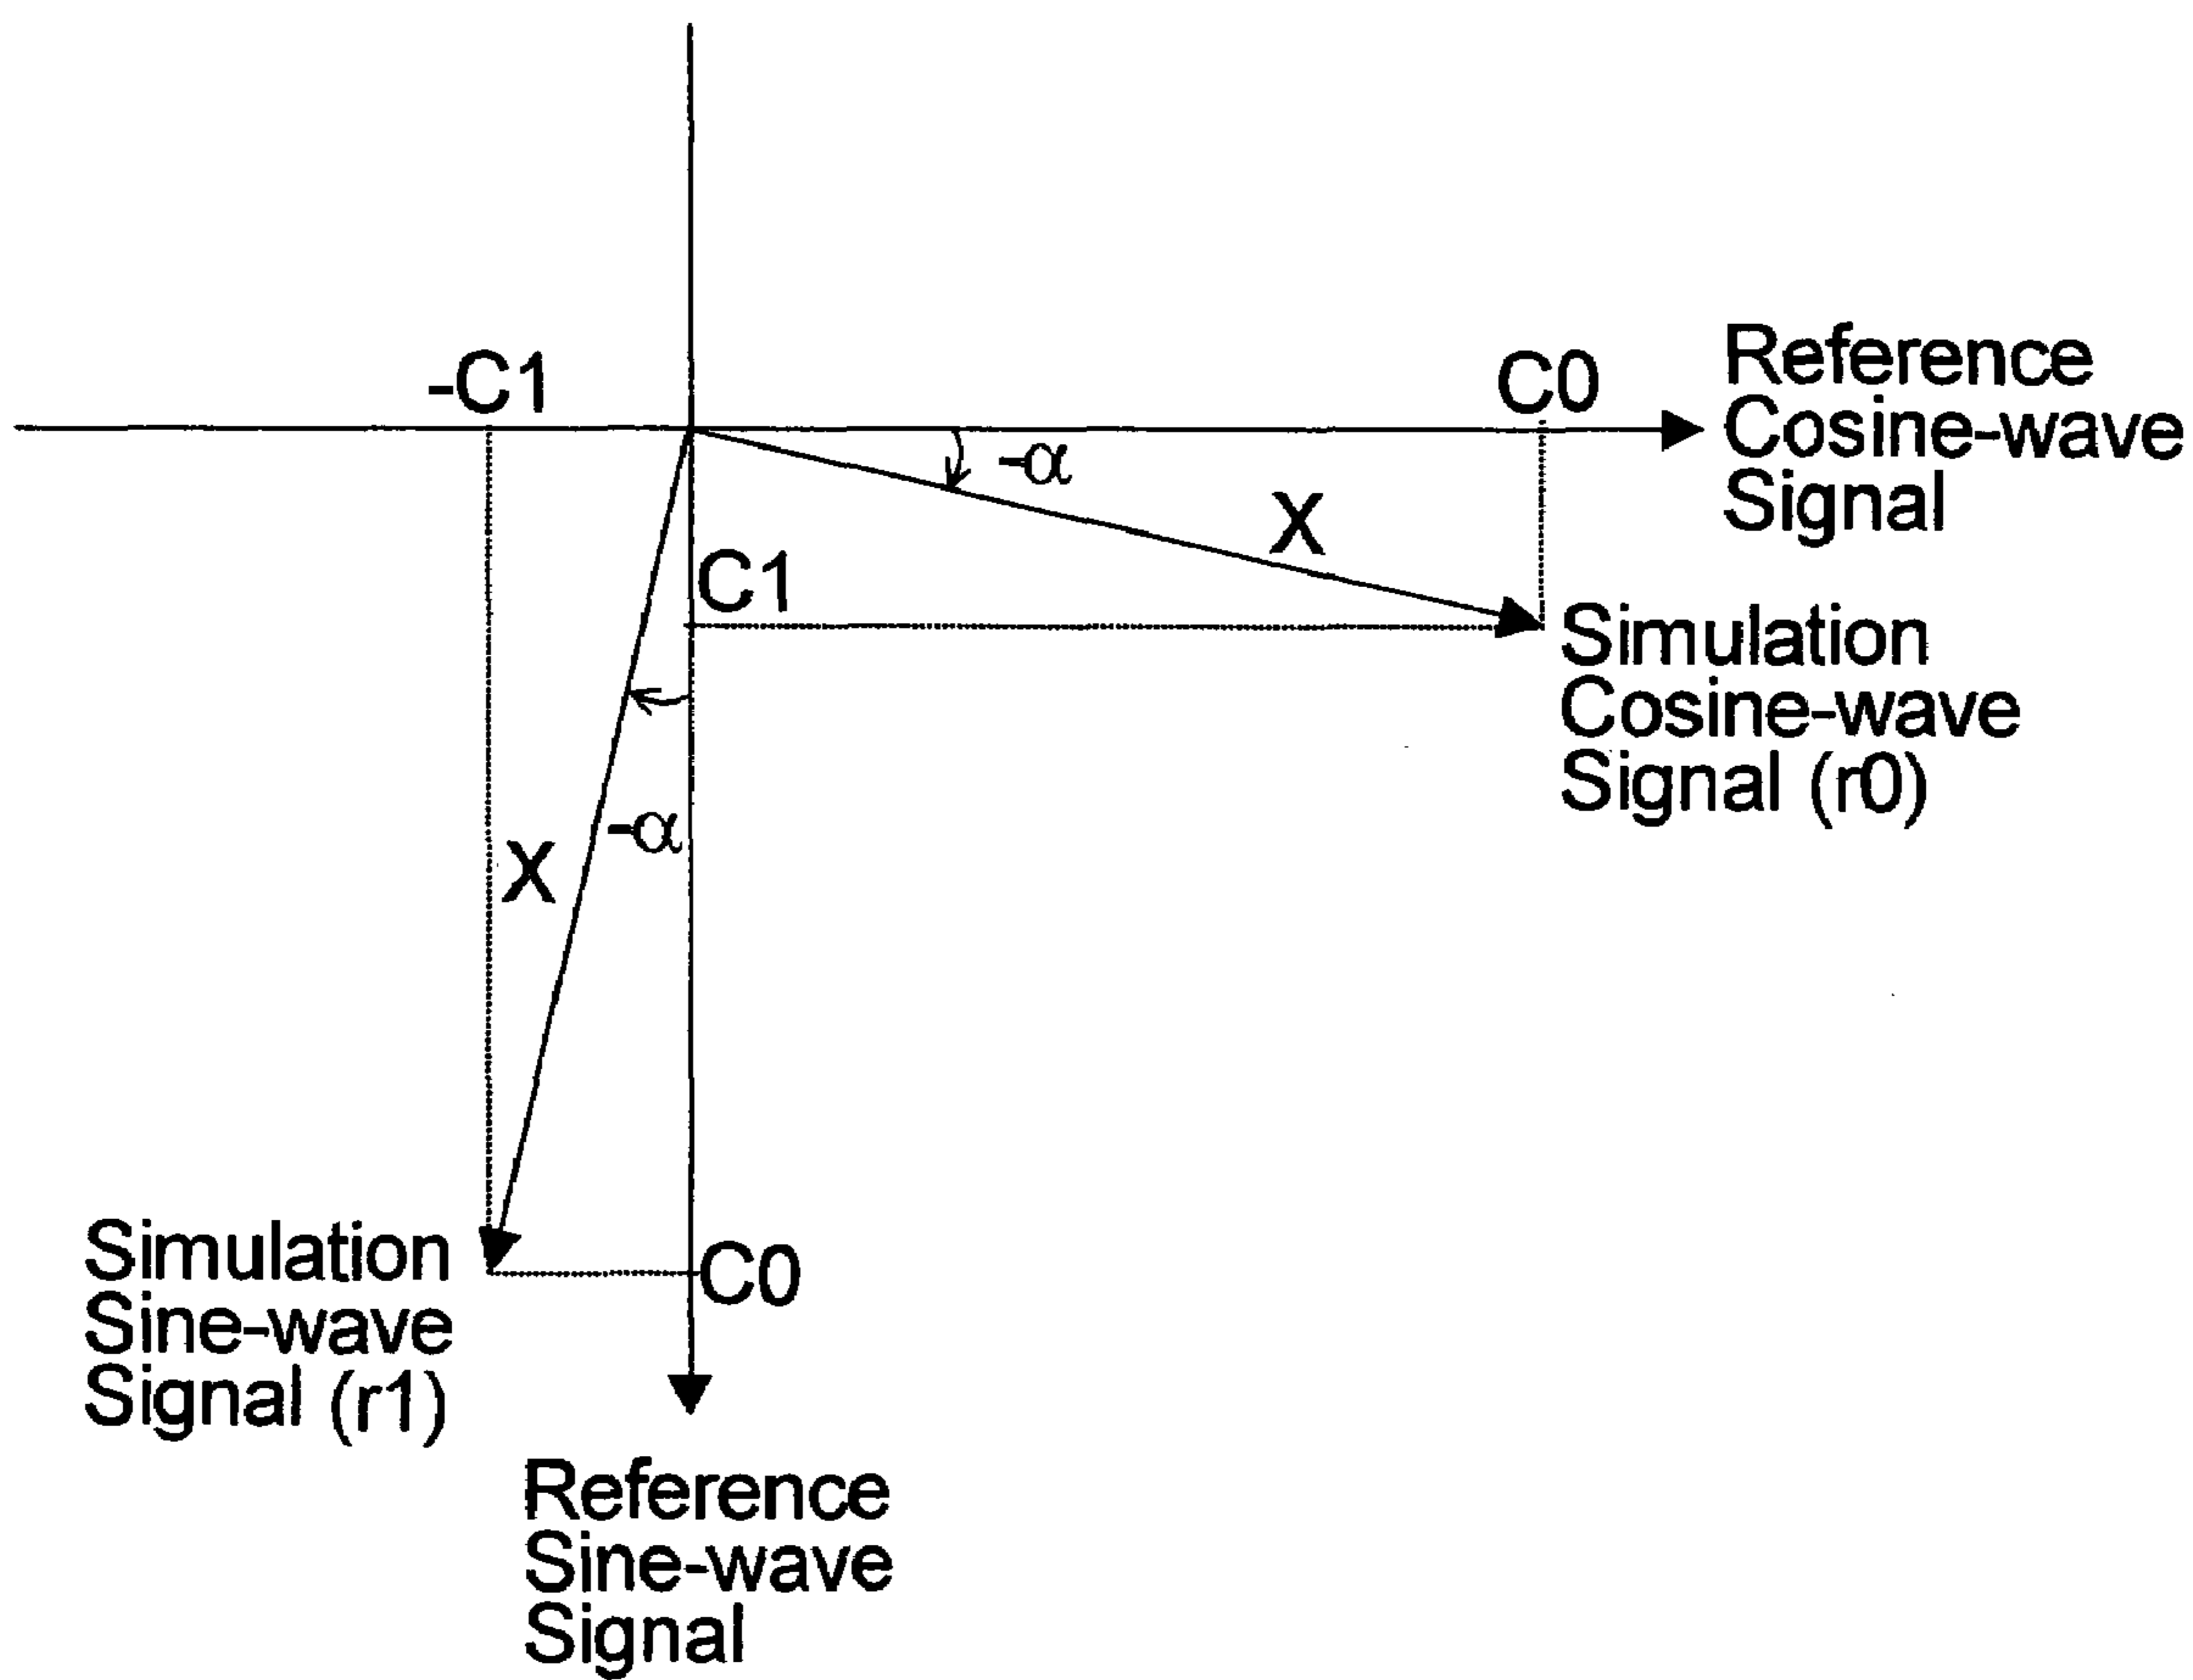 -C1
C0
Reference
Cosine-wave
Signal
-α
X
C1
Simulation
Cosine-wave
Signal (r0)
-α
X
Simulation
Sine-wave
Signal (r1)
C0
Reference
Sine-wave
Signal